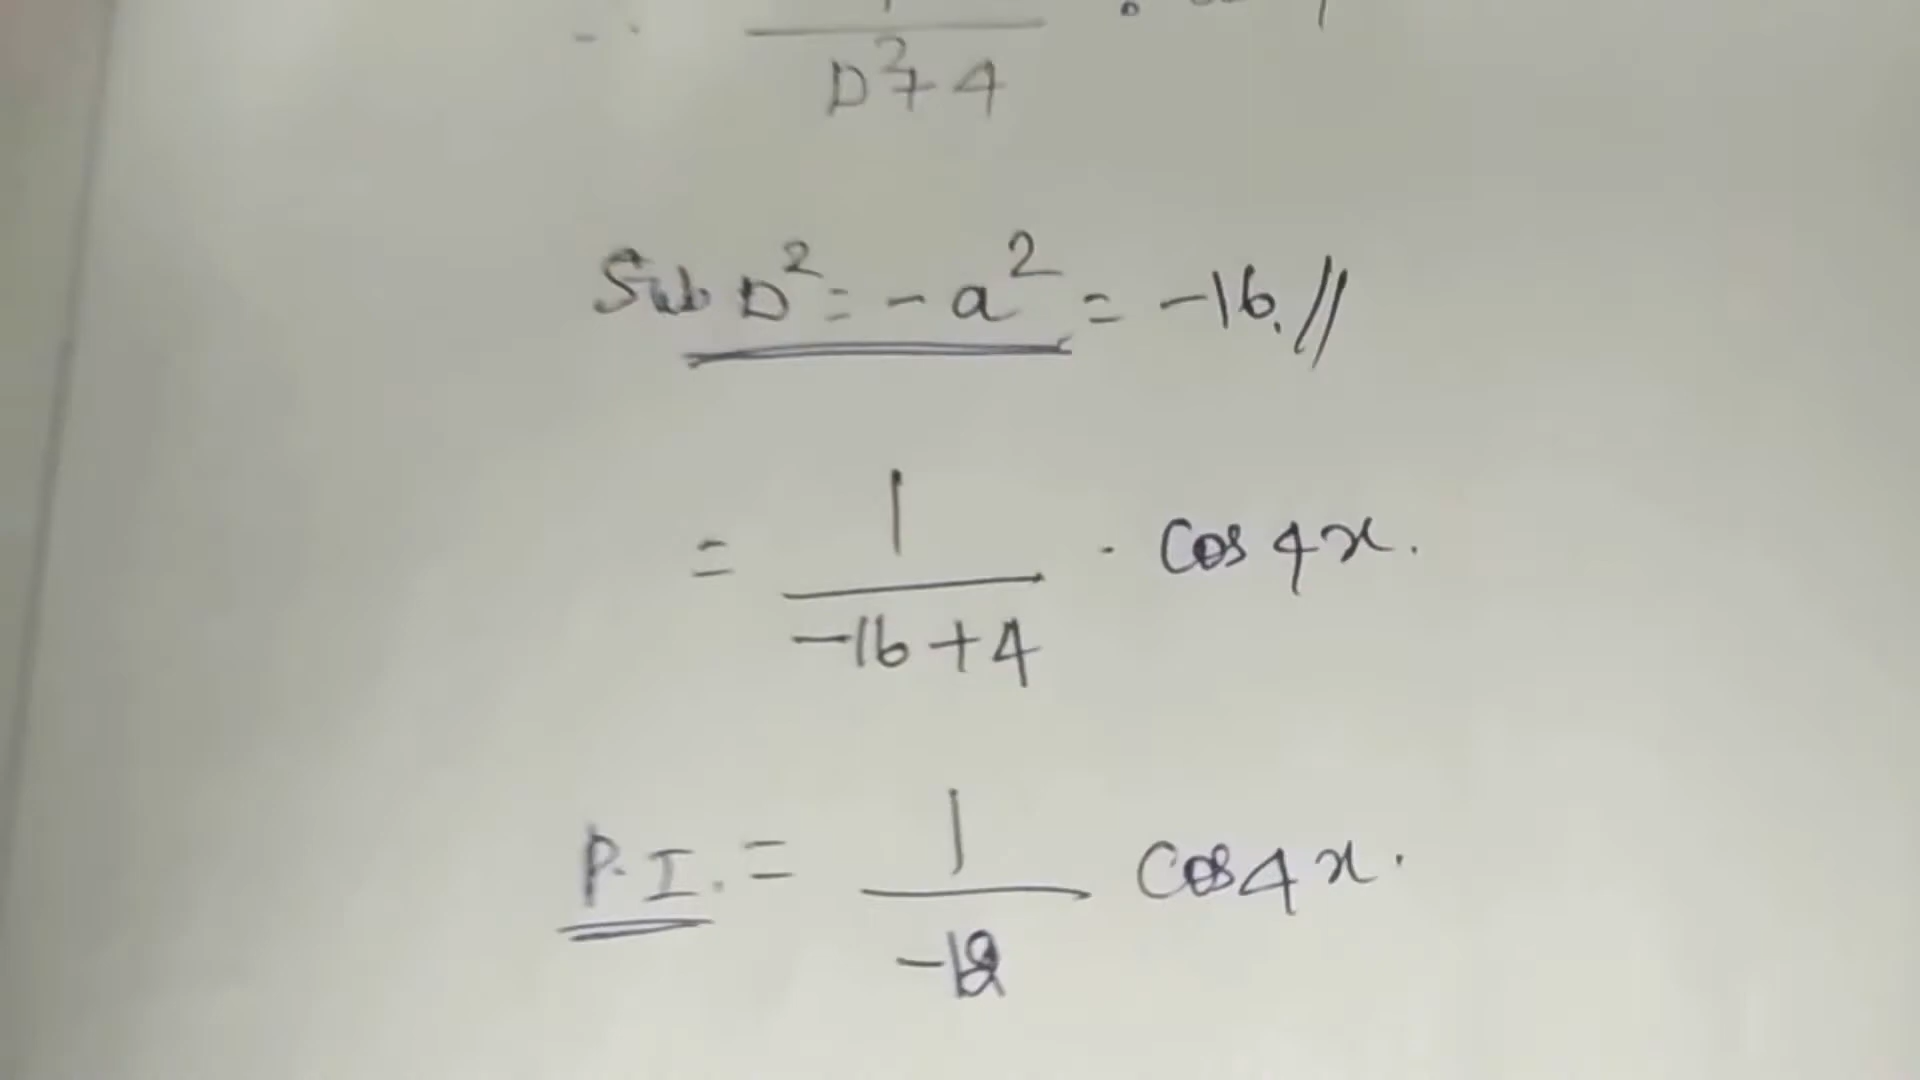 D² + 4
Sub D² = - a² = -16. //
= 1 / -16 + 4 · Cos 4x.
P.I. = 1 / -12 Cos 4x.